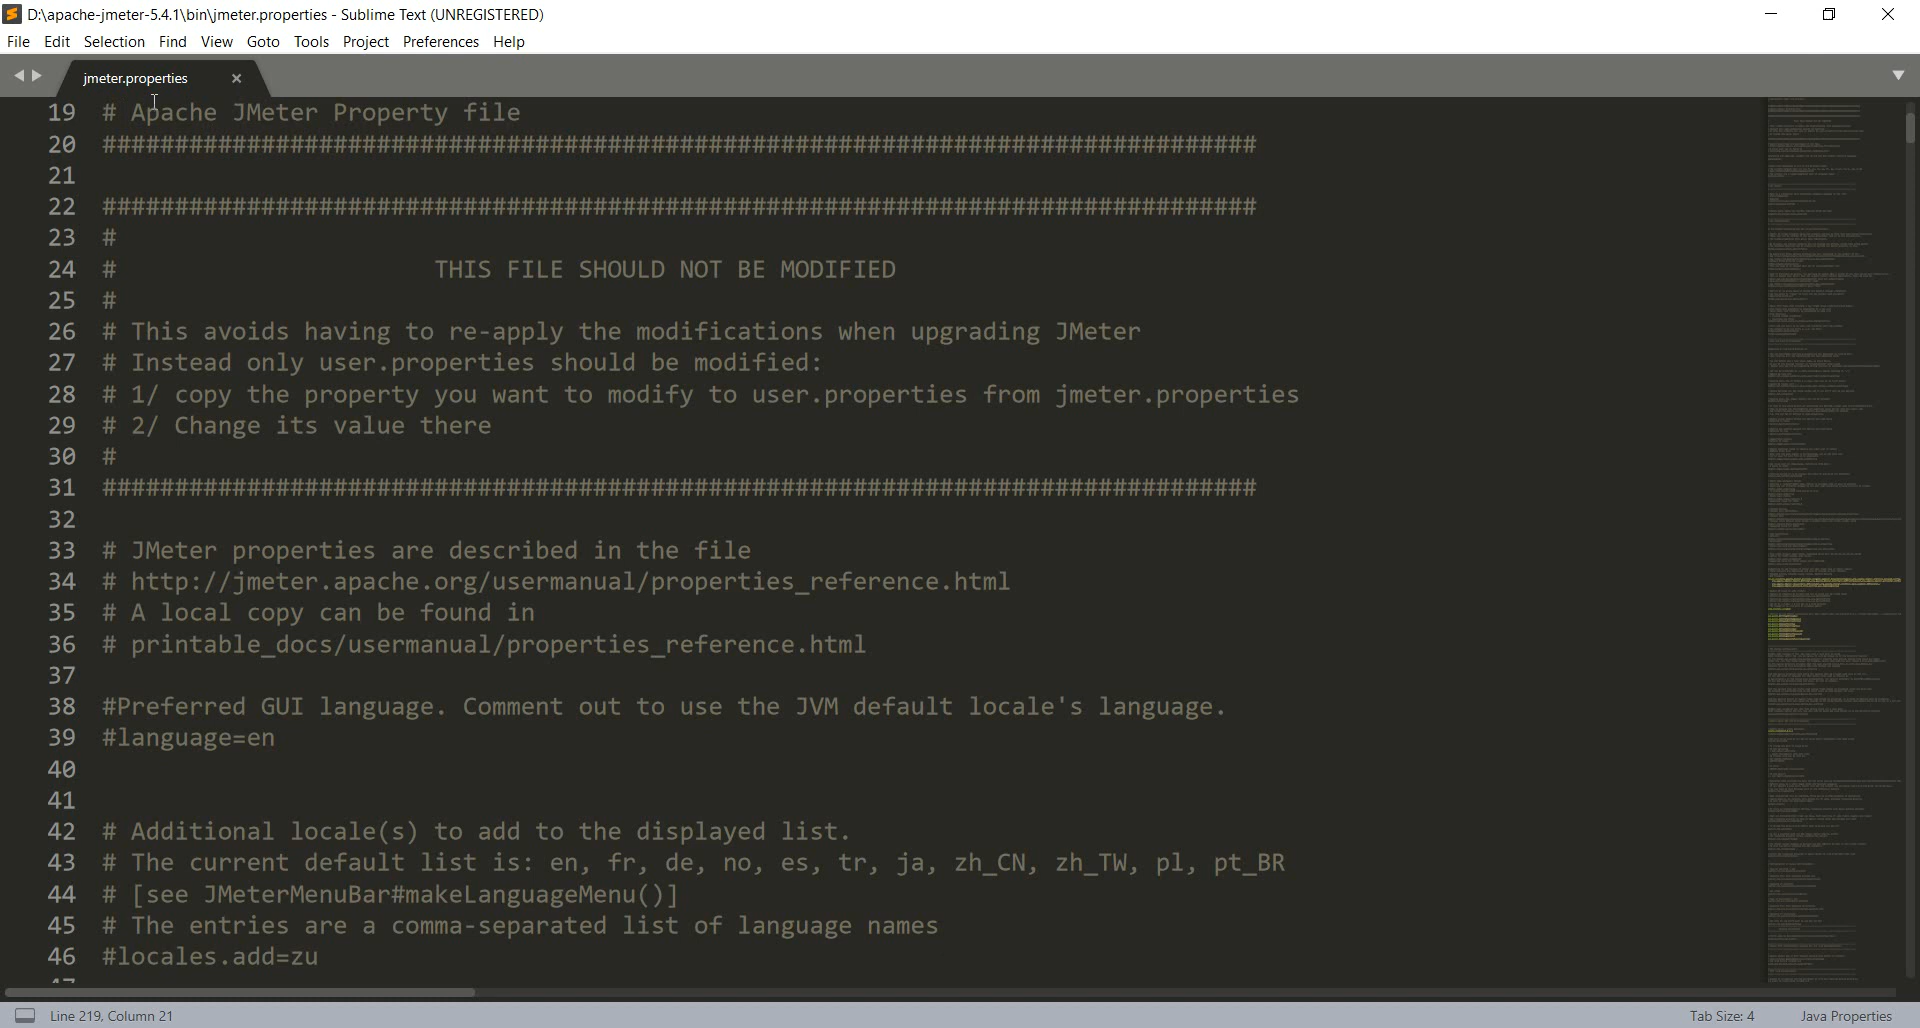 D:\apache-jmeter-5.4.1\bin\jmeter.properties - Sublime Text (UNREGISTERED)
File Edit Selection Find View Goto Tools Project Preferences Help
jmeter.properties
19 # Apache JMeter Property file
20 ################################################################################
21
22 ################################################################################
23 #
24 # THIS FILE SHOULD NOT BE MODIFIED
25 #
26 # This avoids having to re-apply the modifications when upgrading JMeter
27 # Instead only user.properties should be modified:
28 # 1/ copy the property you want to modify to user.properties from jmeter.properties
29 # 2/ Change its value there
30 #
31 ################################################################################
32
33 # JMeter properties are described in the file
34 # http://jmeter.apache.org/usermanual/properties_reference.html
35 # A local copy can be found in
36 # printable_docs/usermanual/properties_reference.html
37
38 #Preferred GUI language. Comment out to use the JVM default locale's language.
39 #language=en
40
41
42 # Additional locale(s) to add to the displayed list.
43 # The current default list is: en, fr, de, no, es, tr, ja, zh_CN, zh_TW, pl, pt_BR
44 # [see JMeterMenuBar#makeLanguageMenu()]
45 # The entries are a comma-separated list of language names
46 #locales.add=zu
Line 219, Column 21
Tab Size: 4 Java Properties